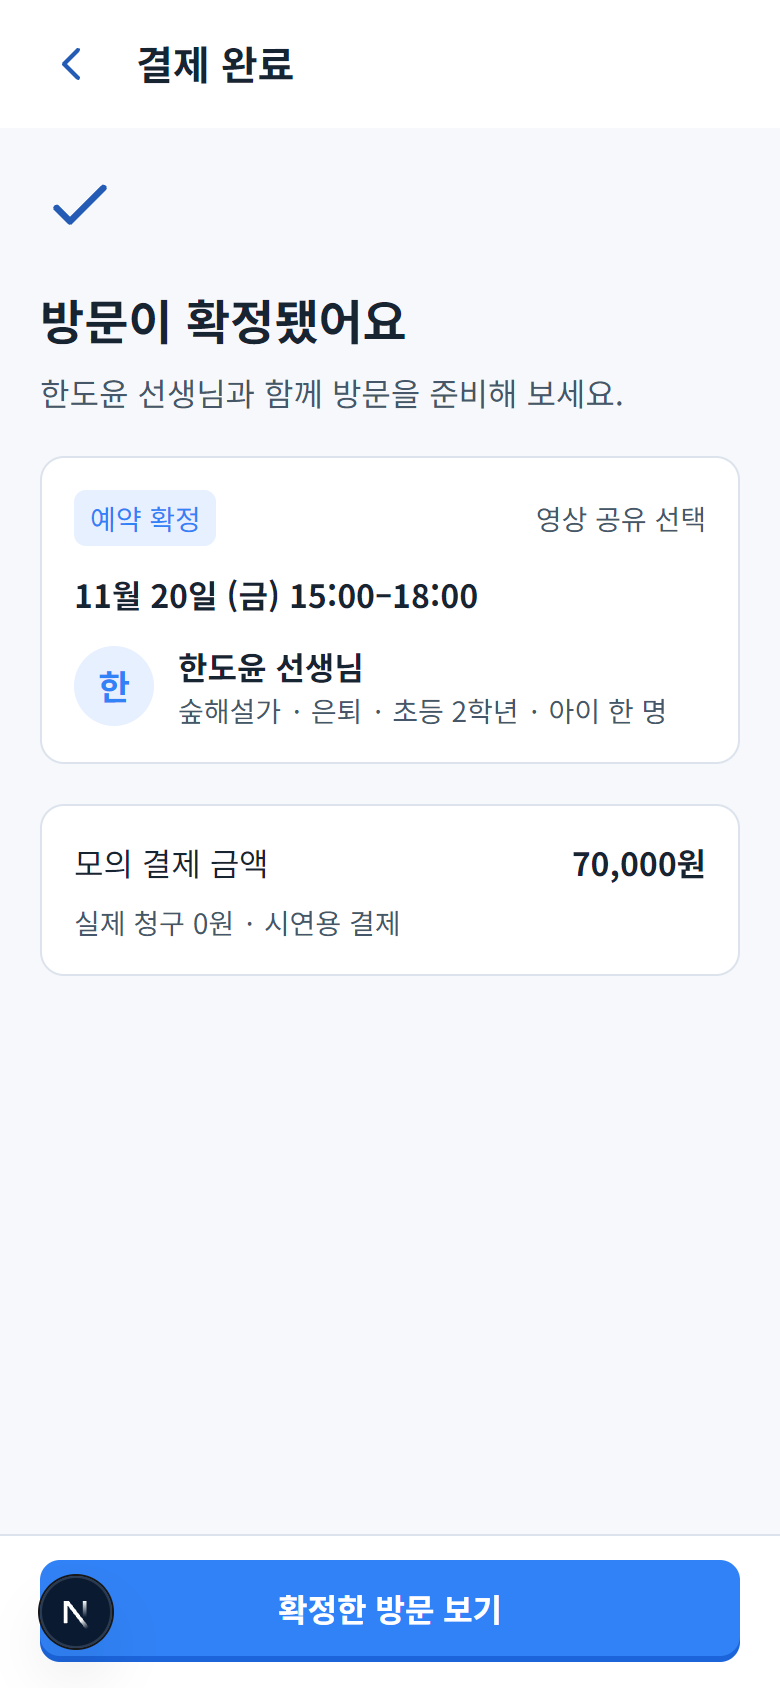 결제 완료
방문이 확정됐어요
한도윤 선생님과 함께 방문을 준비해 보세요.
예약 확정
영상 공유 선택
11월 20일 (금) 15:00–18:00
한
한도윤 선생님
숲해설가 · 은퇴 · 초등 2학년 · 아이 한 명
모의 결제 금액
70,000원
실제 청구 0원 · 시연용 결제
N
확정한 방문 보기